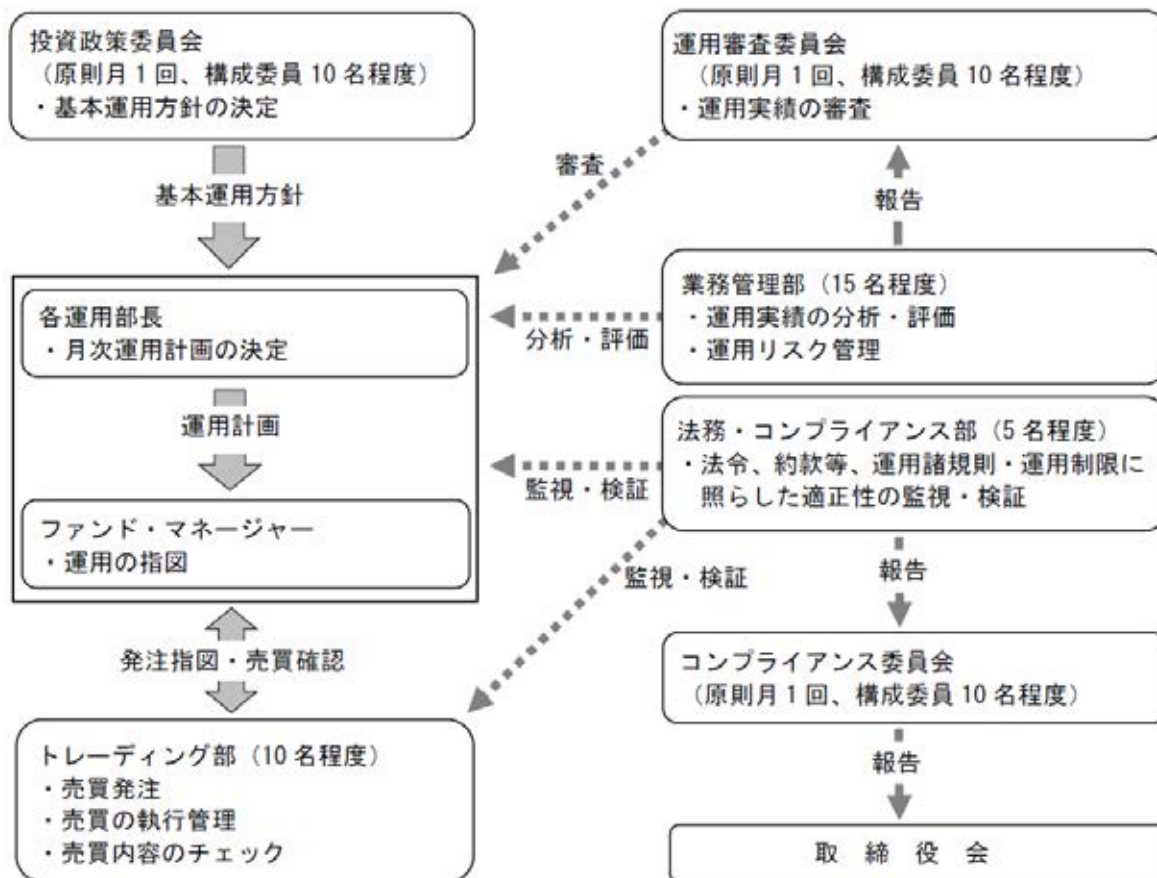 投資政策委員会
（原則月1回、構成委員10名程度）
・基本運用方針の決定
基本運用方針
各運用部長
・月次運用計画の決定
運用計画
ファンド・マネージャー
・運用の指図
発注指図・売買確認
トレーディング部（10名程度）
・売買発注
・売買の執行管理
・売買内容のチェック
運用審査委員会
（原則月1回、構成委員10名程度）
・運用実績の審査
審査
報告
業務管理部（15名程度）
・運用実績の分析・評価
・運用リスク管理
分析・評価
法務・コンプライアンス部（5名程度）
・法令、約款等、運用諸規則・運用制限に
照らした適正性の監視・検証
監視・検証
監視・検証
報告
コンプライアンス委員会
（原則月1回、構成委員10名程度）
報告
取締役会